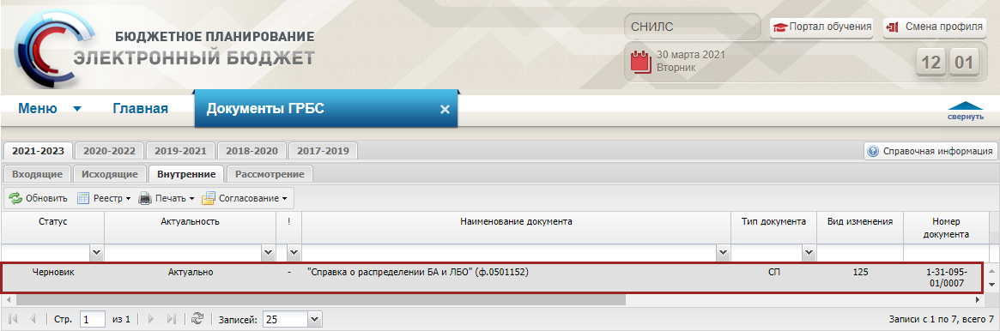 БЮДЖЕТНОЕ ПЛАНИРОВАНИЕ
ЭЛЕКТРОННЫЙ БЮДЖЕТ
СНИЛС
Портал обучения
Смена профиля
30 марта 2021
Вторник
12 01
Меню
Главная
Документы ГРБС
свернуть
2021-2023 2020-2022 2019-2021 2018-2020 2017-2019
Справочная информация
Входящие Исходящие Внутренние Рассмотрение
Обновить Реестр Печать Согласование
Статус Актуальность ! Наименование документа Тип документа Вид изменения Номер
документа
Черновик Актуально - "Справка о распределении БА и ЛБО" (ф.0501152) СП 125 1-31-095-
01/0007
Стр. 1 из 1 Записей: 25 Записи с 1 по 7, всего 7